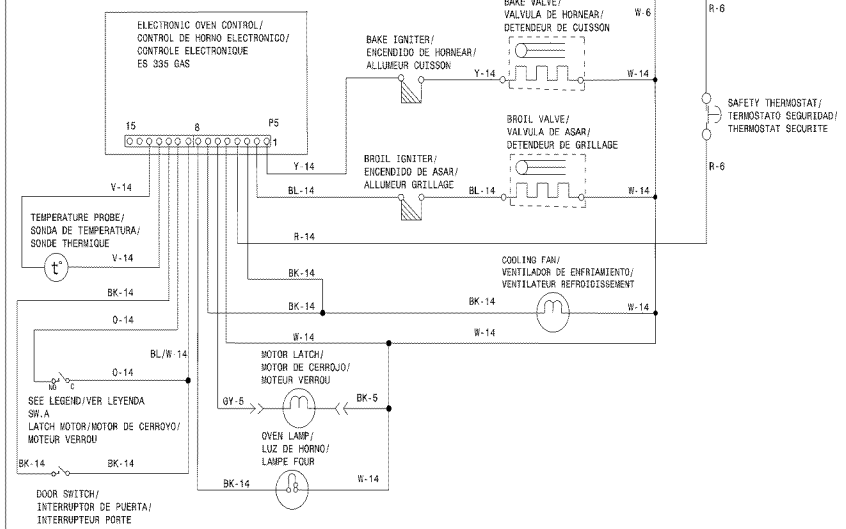 ELECTRONIC OVEN CONTROL/
CONTROL DE HORNO ELECTRONICO/
CONTROLE ELECTRONIQUE
ES 335 GAS
15
8
P5
1
BAKE IGNITER/
ENCENDIDO DE HORNEAR/
ALLUMEUR CUISSON
BAKE VALVE/
VALVULA DE HORNEAR/
DETENDEUR DE CUISSON
W-6
R-6
Y-14
W-14
SAFETY THERMOSTAT/
TERMOSTATO SEGURIDAD/
THERMOSTAT SECURITE
BROIL VALVE/
VALVULA DE ASAR/
DETENDEUR DE GRILLAGE
Y-14
BROIL IGNITER/
ENCENDIDO DE ASAR/
ALLUMEUR GRILLAGE
R-6
V-14
BL-14
BL-14
W-14
TEMPERATURE PROBE/
SONDA DE TEMPERATURA/
SONDE THERMIQUE
R-14
t°
V-14
BK-14
COOLING FAN/
VENTILADOR DE ENFRIAMIENTO/
VENTILATEUR REFROIDISSEMENT
BK-14
BK-14
BK-14
W-14
O-14
W-14
W-14
BL/W-14
MOTOR LATCH/
MOTOR DE CERROJO/
MOTEUR VERROU
O-14
NO
C
SEE LEGEND/VER LEYENDA
SW.A
LATCH MOTOR/MOTOR DE CERROYO/
MOTEUR VERROU
GY-5
BK-5
OVEN LAMP/
LUZ DE HORNO/
LAMPE FOUR
BK-14
BK-14
BK-14
W-14
DOOR SWITCH/
INTERRUPTOR DE PUERTA/
INTERRUPTEUR PORTE